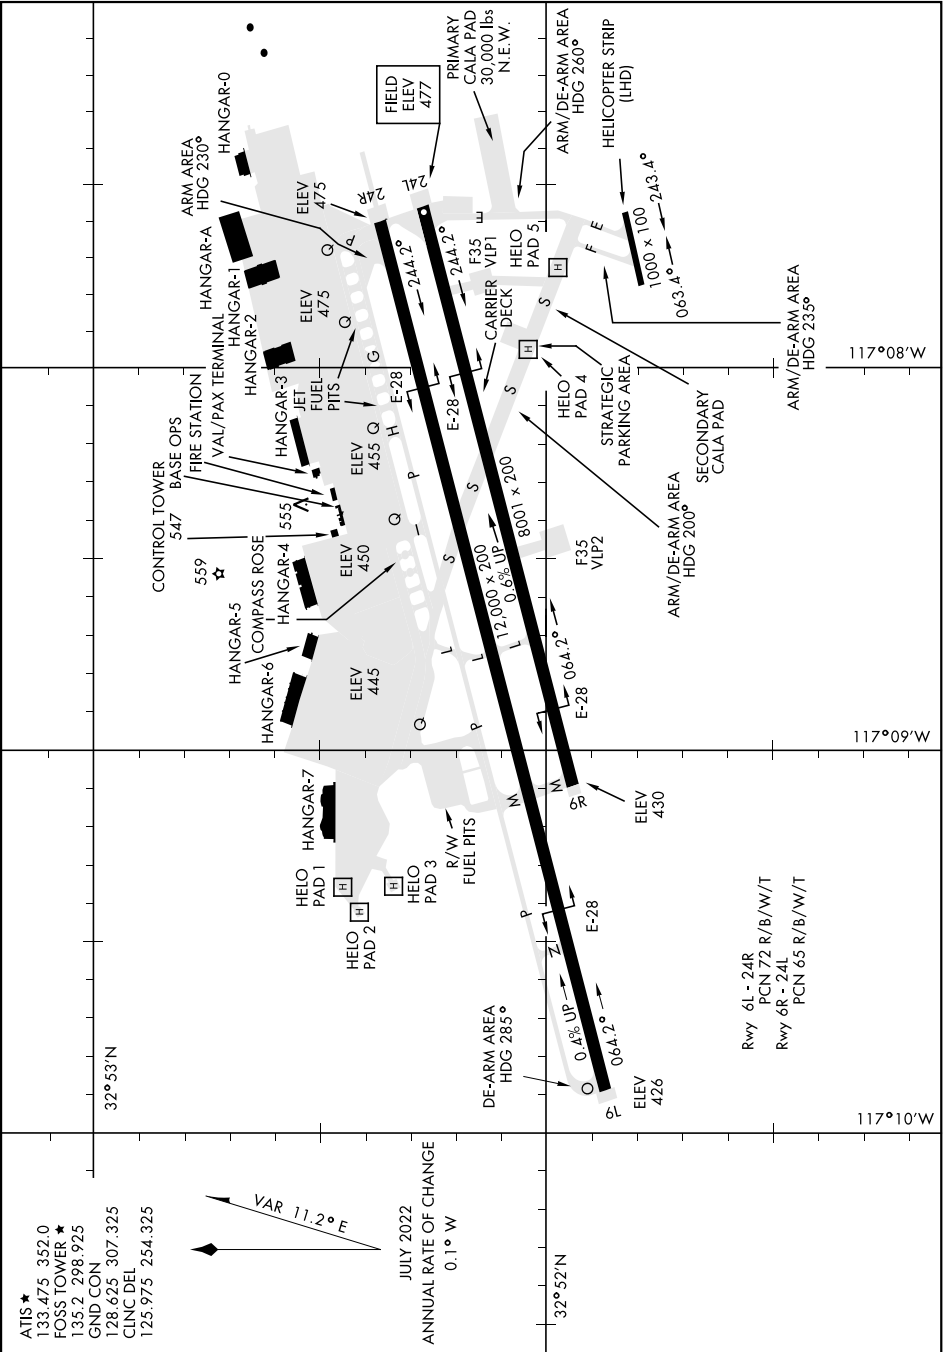 ATIS ★
133.475 352.0
FOSS TOWER ★
135.2 298.925
GND CON
128.625 307.325
CLNC DEL
125.975 254.325
VAR 11.2° E
JULY 2022
ANNUAL RATE OF CHANGE
0.1° W
32°53'N
32°52'N
117°10'W
117°09'W
117°08'W
HANGAR-0
ARM AREA
HDG 230°
HANGAR-A
HANGAR-1
HANGAR-2
VAL/PAX TERMINAL
HANGAR-3
FIRE STATION
BASE OPS
CONTROL TOWER
547
555
559
COMPASS ROSE
HANGAR-4
HANGAR-5
HANGAR-6
HANGAR-7
JET
FUEL
PITS
ELEV
475
ELEV
475
ELEV
455
ELEV
450
ELEV
445
HELO
PAD 1
H
HELO
PAD 2
H
HELO
PAD 3
H
R/W
FUEL PITS
FIELD
ELEV
477
PRIMARY
CALA PAD
30,000 lbs
N.E.W.
ARM/DE-ARM AREA
HDG 260°
HELICOPTER STRIP
(LHD)
1000 x 100
243.4°
063.4°
24R
24L
244.2°
244.2°
F35
VLP1
HELO
PAD 5
H
CARRIER
DECK
E-28
E-28
HELO
PAD 4
H
STRATEGIC
PARKING AREA
SECONDARY
CALA PAD
ARM/DE-ARM AREA
HDG 235°
ARM/DE-ARM AREA
HDG 200°
F35
VLP2
12,000 x 200
8001 x 200
0.6% UP
064.2°
E-28
6R
ELEV
430
E-28
DE-ARM AREA
HDG 285°
0.4% UP
064.2°
6L
ELEV
426
Q
P
Q
G
Q
H
P
Q
I
S
S
S
S
E
F
E
L
L
L
Q
P
M
M
P
N
O
Rwy 6L - 24R
PCN 72 R/B/W/T
Rwy 6R - 24L
PCN 65 R/B/W/T